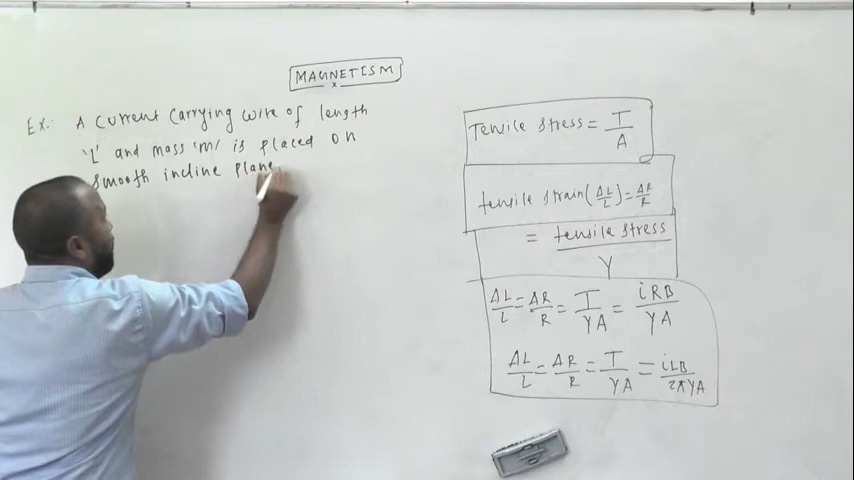 MAGNETISM
x
Ex:- A current carrying wire of length
'L' and mass 'm' is placed on
smooth incline plane
Tensile stress = T/A
tensile strain (ΔL/L) = ΔR/R
= tensile stress / Y
ΔL/L = ΔR/R = T/YA = iRB/YA
ΔL/L = ΔR/R = T/YA = iLB/2πYA